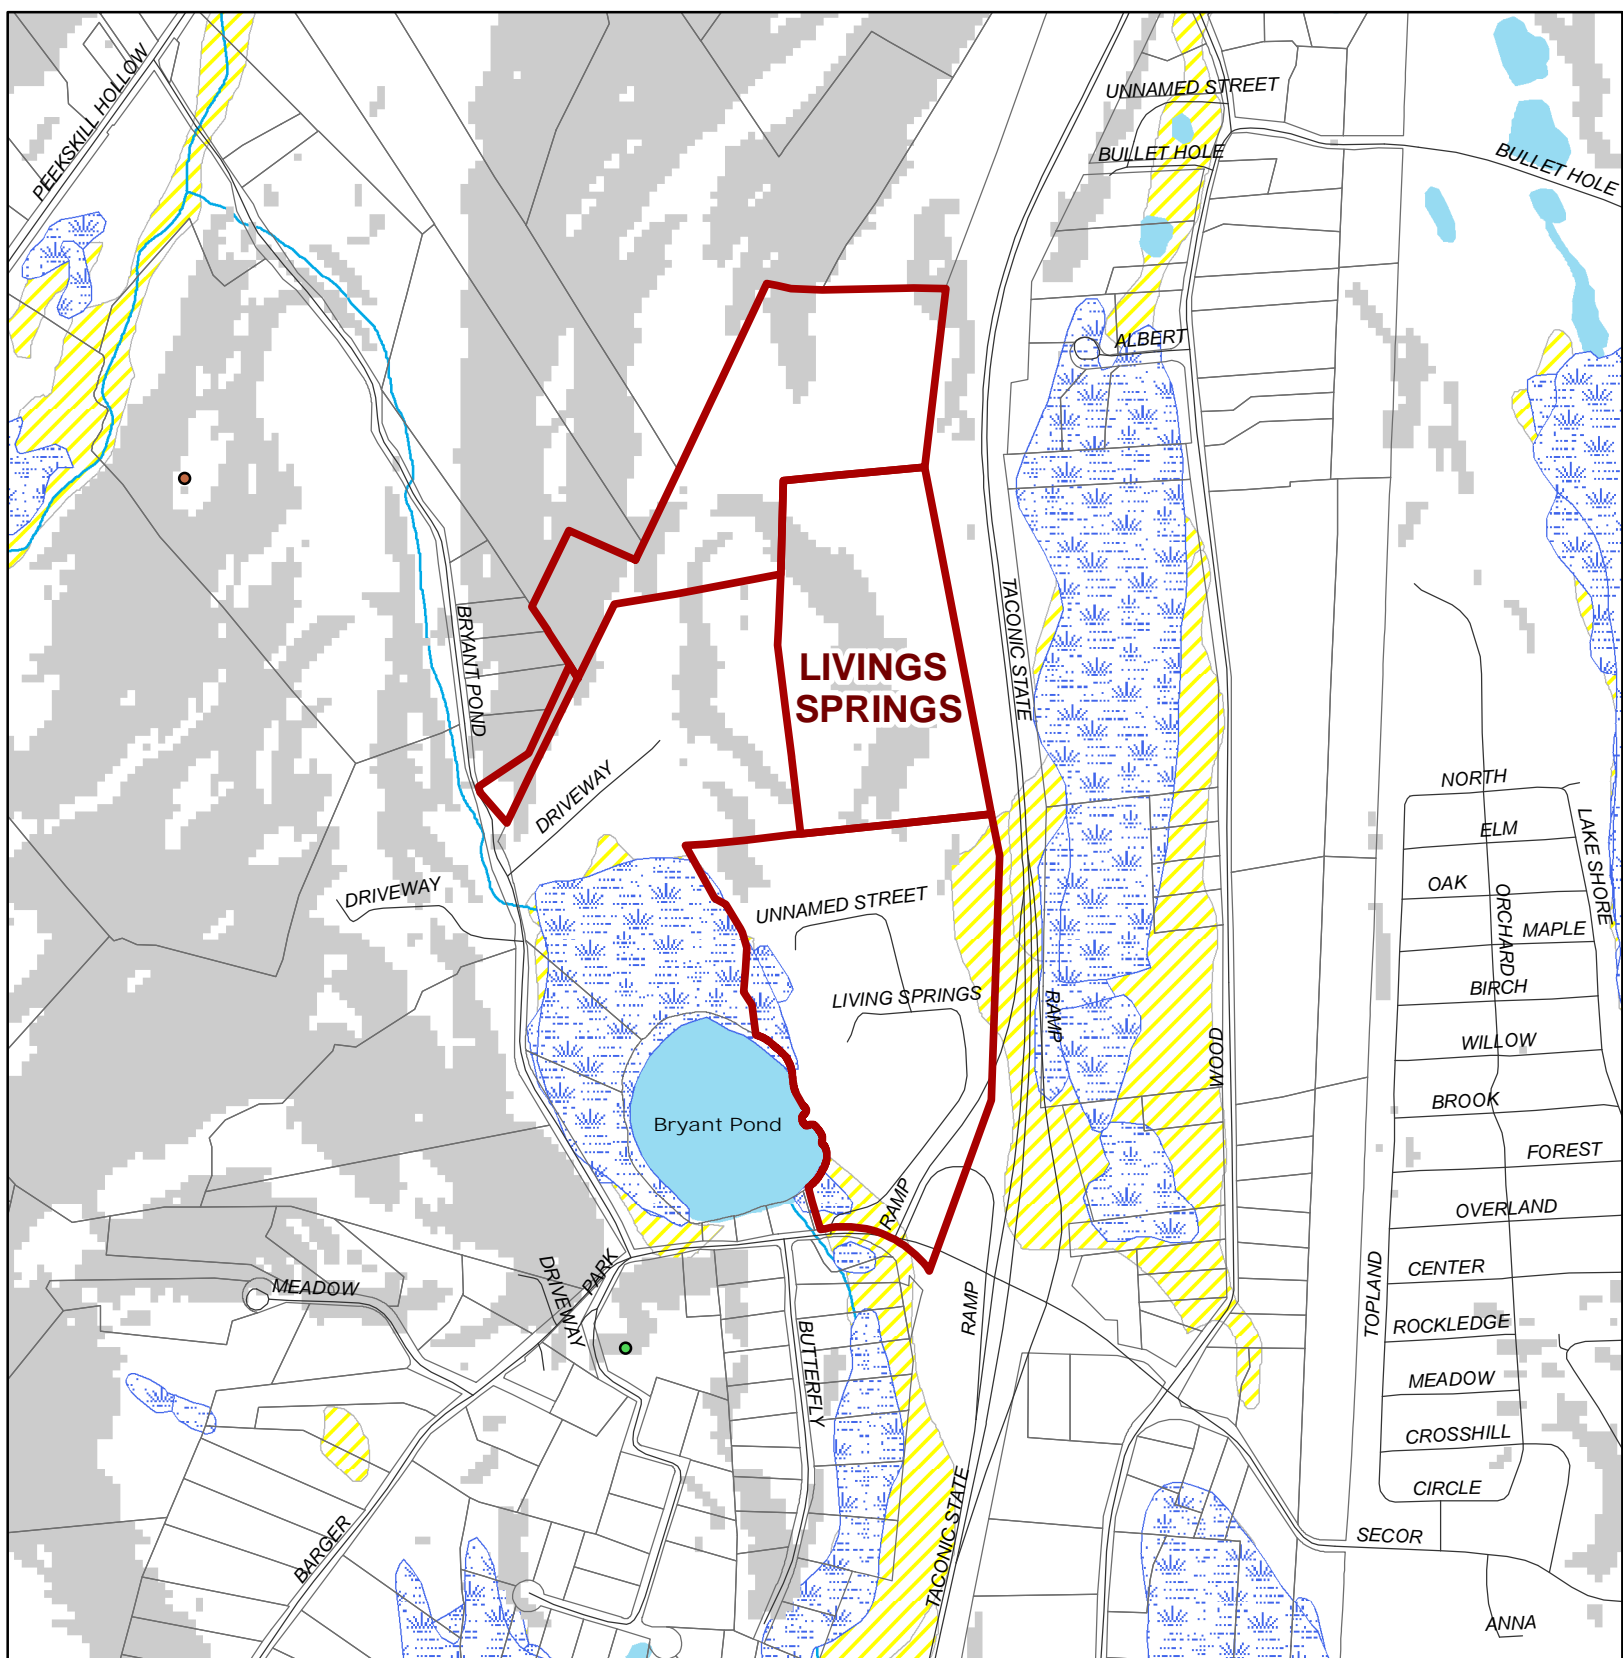 PEEKSKILL HOLLOW
UNNAMED STREET
BULLET HOLE
BULLET HOLE
ALBERT
BRYANT POND
TACONIC STATE
LIVINGS
SPRINGS
DRIVEWAY
DRIVEWAY
UNNAMED STREET
LIVING SPRINGS
RAMP
WOOD
NORTH
ELM
LAKE SHORE
OAK
ORCHARD
MAPLE
BIRCH
WILLOW
BROOK
Bryant Pond
FOREST
RAMP
OVERLAND
CENTER
TOPLAND
PARK
DRIVEWAY
MEADOW
RAMP
ROCKLEDGE
BUTTERFLY
MEADOW
CROSSHILL
CIRCLE
TACONIC STATE
BARGER
SECOR
ANNA